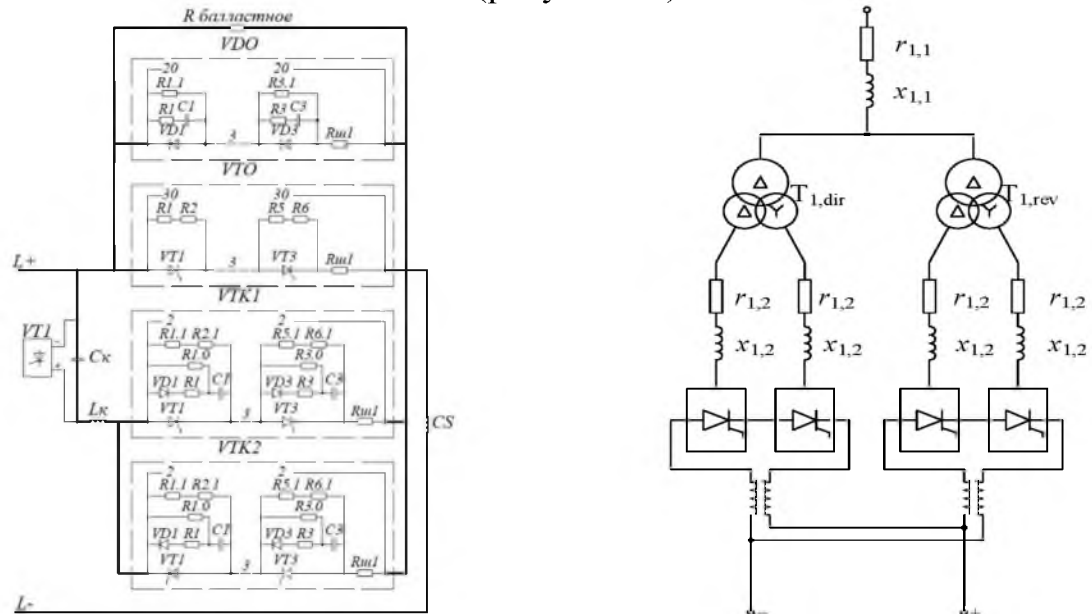 R балластное
VDO
20 20
R1.1 R3.1
R1 C1 R3 C3
VD1 3 VD3 Rш1
VTO
30 30
R1 R2 R5 R6
VT1 3 VT3 Rш1
L+
VTK1
2 2
R1.1 R2.1 R5.1 R6.1
R1.0 R3.0
VD1 R1 C1 VD3 R3 C3
VT1 3 VT3 Rш1
VT1
Cк
Lк
CS
VTK2
2 2
R1.1 R2.1 R5.1 R6.1
R1.0 R3.0
VD1 R1 C1 VD3 R3 C3
VT1 3 VT3 Rш1
L-
r1,1
x1,1
Δ Δ
Δ Y T1,dir Δ Y T1,rev
r1,2 r1,2 r1,2 r1,2
x1,2 x1,2 x1,2 x1,2